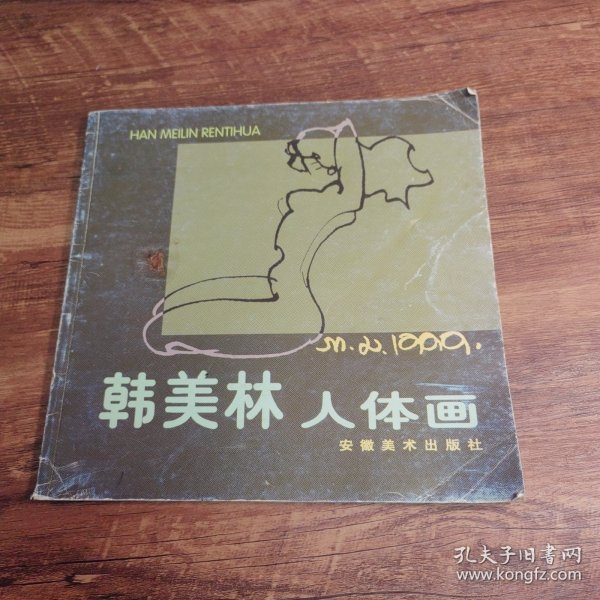 HAN MEILIN RENTIHUA
m.2.1999.
韩美林 人体画
安徽美术出版社
孔夫子旧书网
www.kongfz.com